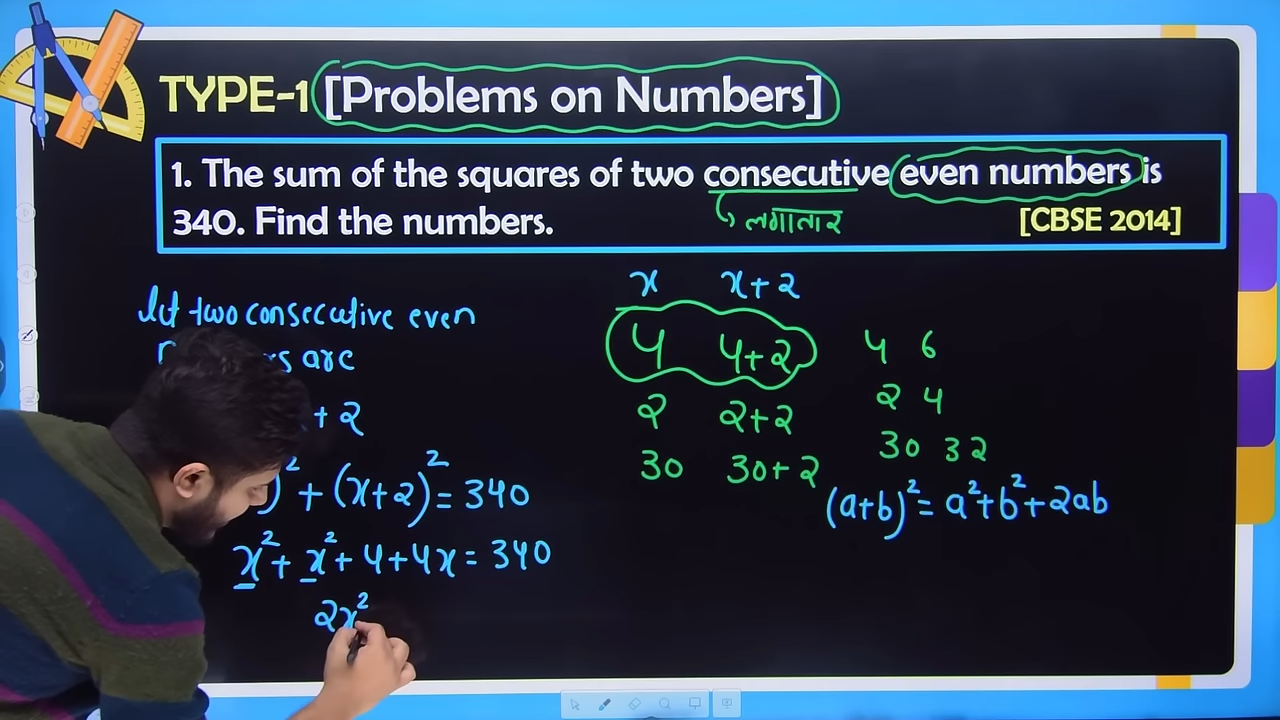 TYPE-1 [Problems on Numbers]
1. The sum of the squares of two consecutive even numbers is
340. Find the numbers. [CBSE 2014]
लगातार
x x+2
let two consecutive even
are
+ 2
)² + (x+2)² = 340
x² + x² + 4 + 4x = 340
2x²
4 4+2 4 6
2 2+2 2 4
30 30+2 30 32
(a+b)² = a²+b²+2ab